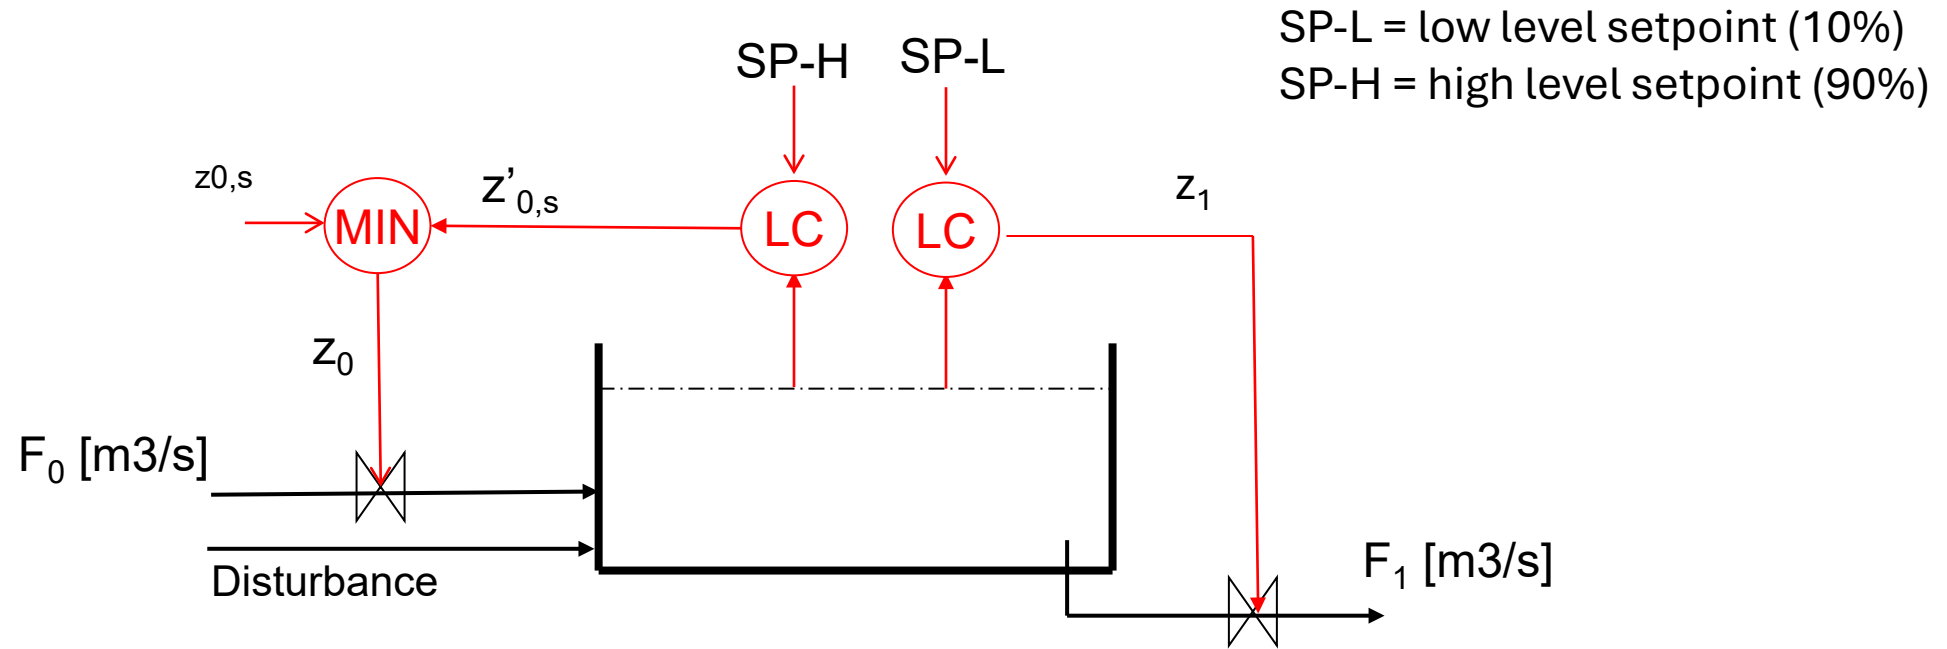 SP-L = low level setpoint (10%)
SP-H = high level setpoint (90%)
SP-H
SP-L
z0,s
MIN
z’0,s
LC
LC
z1
z0
F0 [m3/s]
Disturbance
F1 [m3/s]